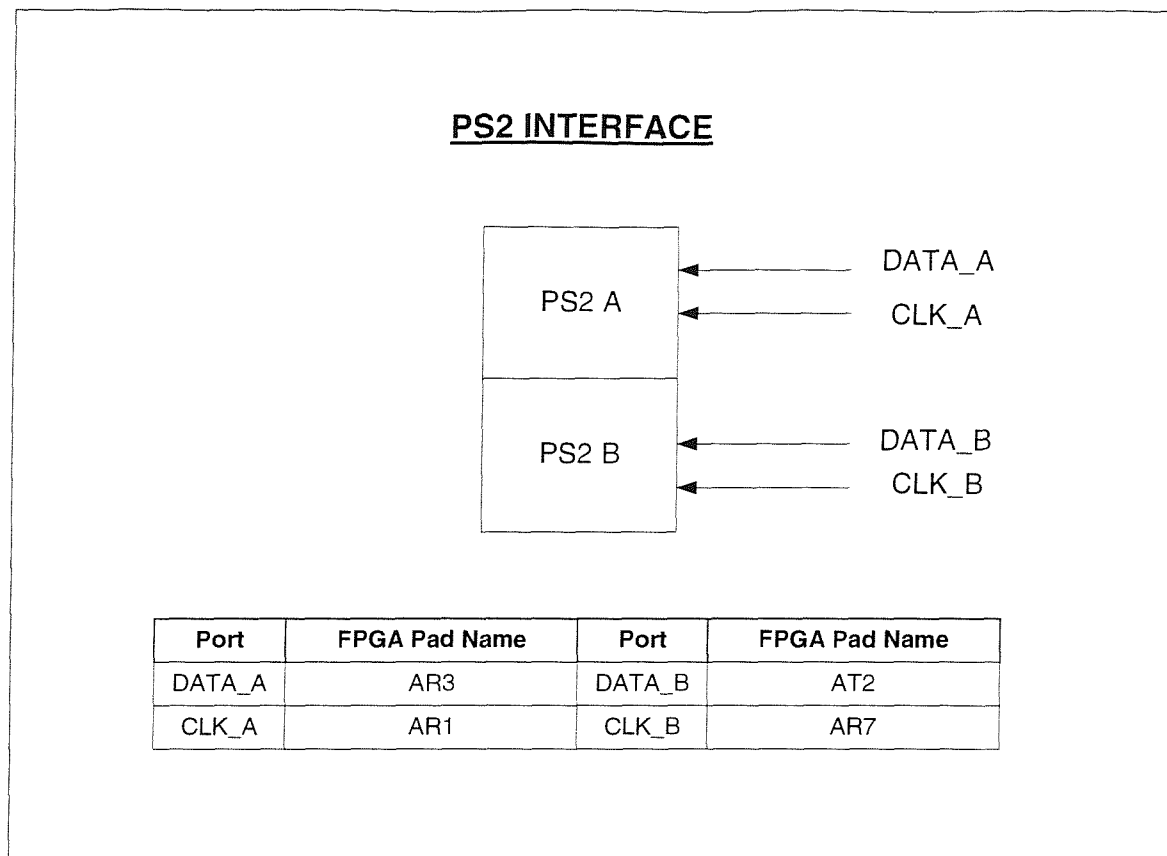 PS2 INTERFACE
PS2 A
DATA_A
CLK_A
PS2 B
DATA_B
CLK_B
Port FPGA Pad Name Port FPGA Pad Name
DATA_A AR3 DATA_B AT2
CLK_A AR1 CLK_B AR7